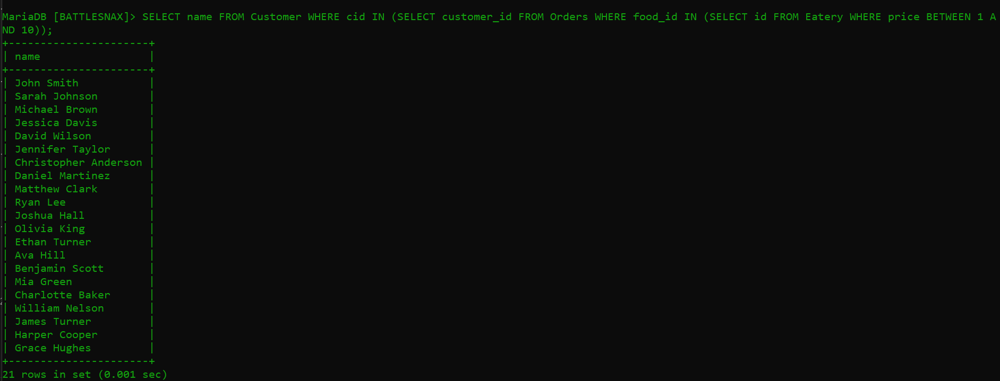 MariaDB [BATTLESNAX]> SELECT name FROM Customer WHERE cid IN (SELECT customer_id FROM Orders WHERE food_id IN (SELECT id FROM Eatery WHERE price BETWEEN 1 A
ND 10));
+----------------------+
| name                 |
+----------------------+
| John Smith           |
| Sarah Johnson        |
| Michael Brown        |
| Jessica Davis        |
| David Wilson         |
| Jennifer Taylor      |
| Christopher Anderson |
| Daniel Martinez      |
| Matthew Clark        |
| Ryan Lee             |
| Joshua Hall          |
| Olivia King          |
| Ethan Turner         |
| Ava Hill             |
| Benjamin Scott       |
| Mia Green            |
| Charlotte Baker      |
| William Nelson       |
| James Turner         |
| Harper Cooper        |
| Grace Hughes         |
+----------------------+
21 rows in set (0.001 sec)